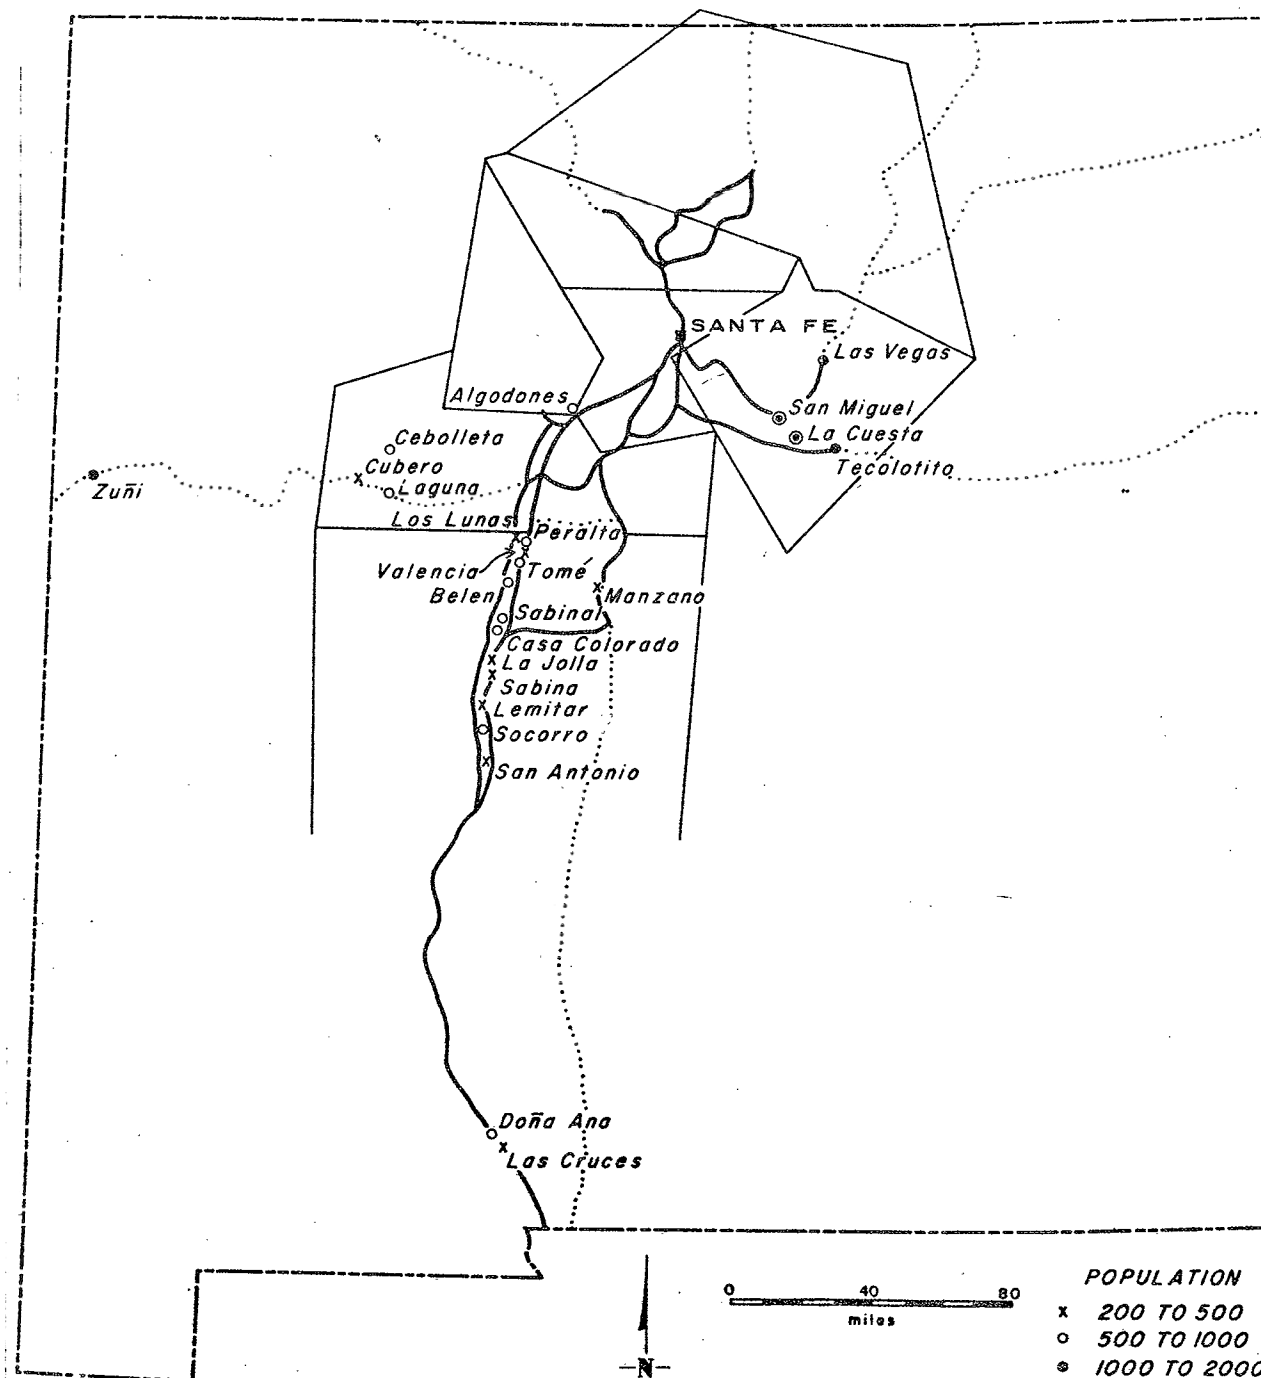 SANTA FE
Las Vegas
Algodones
San Miguel
La Cuesta
Cebolleta
Tecolotito
Cubero
Zuñi
Laguna
Los Lunas
Peralta
Valencia
Tomé
Belen
Manzano
Sabinal
Casa Colorado
La Jolla
Sabina
Lemitar
Socorro
San Antonio
Doña Ana
Las Cruces
0 40 80
miles
N
POPULATION
x 200 TO 500
○ 500 TO 1000
● 1000 TO 2000